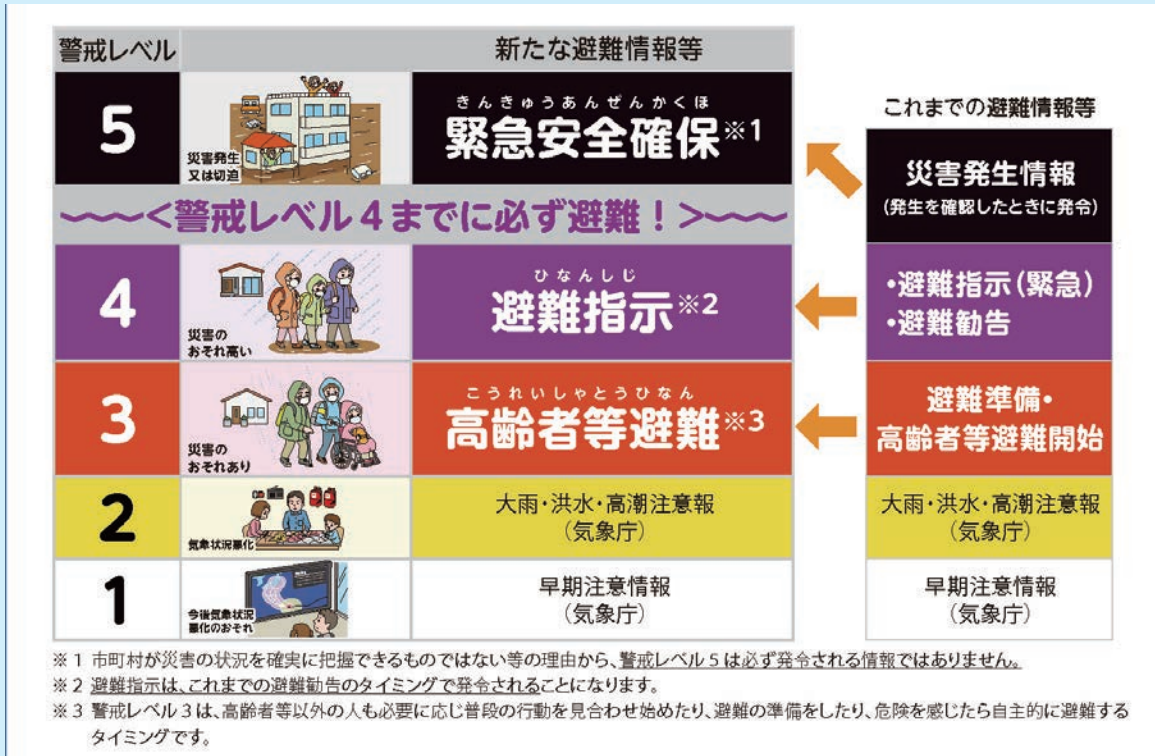 警戒レベル
新たな避難情報等
5
災害発生
又は切迫
きんきゅうあんぜんかくほ
緊急安全確保※1
〜〜〜<警戒レベル4までに必ず避難!>〜〜〜
4
災害の
おそれ高い
ひなんしじ
避難指示※2
3
災害の
おそれあり
こうれいしゃとうひなん
高齢者等避難※3
2
気象状況悪化
大雨・洪水・高潮注意報
(気象庁)
1
今後気象状況
悪化のおそれ
早期注意情報
(気象庁)
これまでの避難情報等
災害発生情報
(発生を確認したときに発令)
・避難指示(緊急)
・避難勧告
避難準備・
高齢者等避難開始
大雨・洪水・高潮注意報
(気象庁)
早期注意情報
(気象庁)
※1 市町村が災害の状況を確実に把握できるものではない等の理由から、警戒レベル5は必ず発令される情報ではありません。
※2 避難指示は、これまでの避難勧告のタイミングで発令されることになります。
※3 警戒レベル3は、高齢者等以外の人も必要に応じ普段の行動を見合わせ始めたり、避難の準備をしたり、危険を感じたら自主的に避難する
タイミングです。